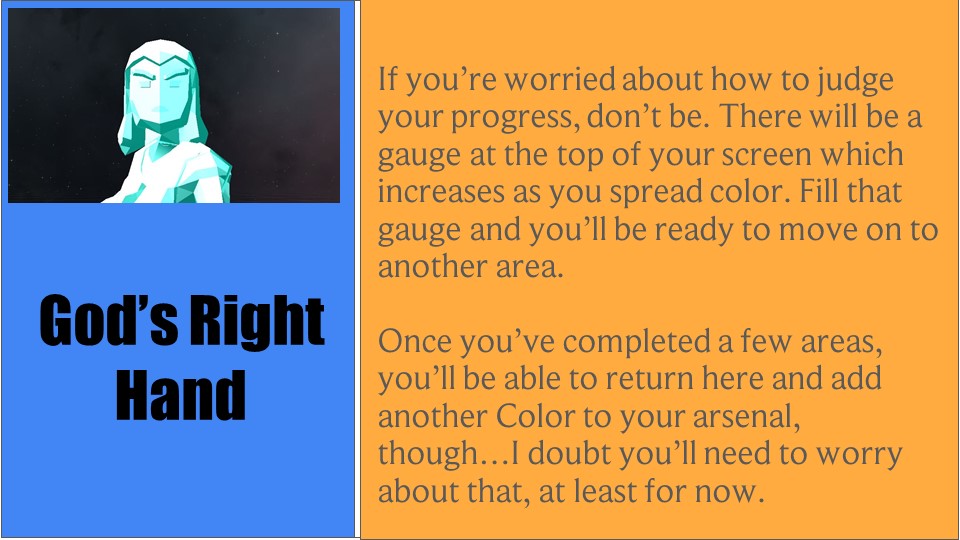 God’s Right
Hand
If you’re worried about how to judge
your progress, don’t be. There will be a
gauge at the top of your screen which
increases as you spread color. Fill that
gauge and you’ll be ready to move on to
another area.
Once you’ve completed a few areas,
you’ll be able to return here and add
another Color to your arsenal,
though…I doubt you’ll need to worry
about that, at least for now.